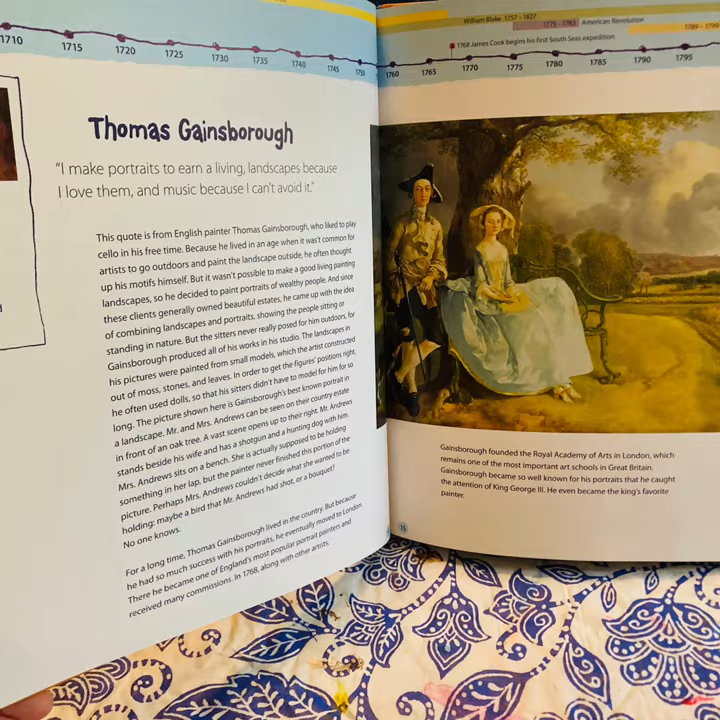 1710 1715 1720 1725 1730 1735 1740 1745 1750
Thomas Gainsborough
"I make portraits to earn a living, landscapes because
I love them, and music because I can't avoid it."
This quote is from English painter Thomas Gainsborough, who liked to play
cello in his free time. Because he lived in an age when it wasn't common for
artists to go outdoors and paint the landscape outside, he often thought
up his motifs himself. But it wasn't possible to make a good living painting
landscapes, so he decided to paint portraits of wealthy people. And since
these clients generally owned beautiful estates, he came up with the idea
of combining landscapes and portraits, showing the people sitting or
standing in nature. But the sitters never really posed for him outdoors, for
Gainsborough produced all of his works in his studio. The landscapes in
his pictures were painted from small models, which the artist constructed
out of moss, stones, and leaves. In order to get the figures' positions right,
he often used dolls, so that his sitters didn't have to model for him for so
long. The picture shown here is Gainsborough's best known portrait in
a landscape. Mr. and Mrs. Andrews can be seen on their country estate
in front of an oak tree. A vast scene opens up to their right. Mr. Andrews
stands beside his wife and has a shotgun and a hunting dog with him.
Mrs. Andrews sits on a bench. She is actually supposed to be holding
something in her lap, but the painter never finished this portion of the
picture. Perhaps Mrs. Andrews couldn't decide what she wanted to be
holding: maybe a bird that Mr. Andrews had shot, or a bouquet?
No one knows.
For a long time, Thomas Gainsborough lived in the country. But because
he had so much success with his portraits, he eventually moved to London.
There he became one of England's most popular portrait painters and
received many commissions. In 1768, along with other artists,
William Blake 1757 – 1827
1775 – 1783 American Revolution
1789 – 1799
1768 James Cook begins his first South Seas expedition
1760 1765 1770 1775 1780 1785 1790 1795
Gainsborough founded the Royal Academy of Arts in London, which
remains one of the most important art schools in Great Britain.
Gainsborough became so well known for his portraits that he caught
the attention of King George III. He even became the king's favorite
painter.
15